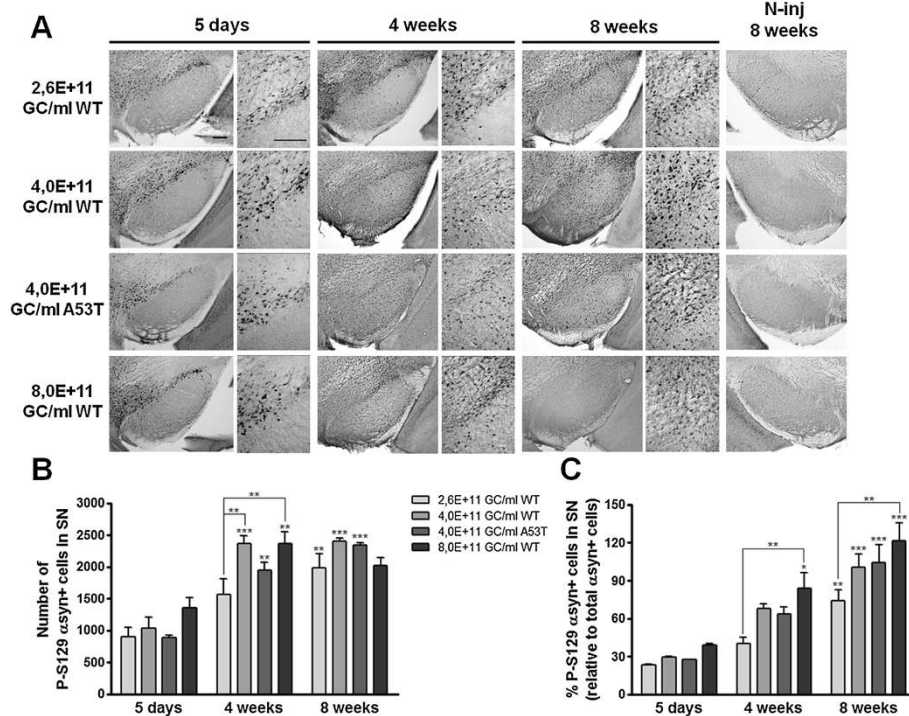 A
5 days
4 weeks
8 weeks
N-inj
8 weeks
2,6E+11
GC/ml WT
4,0E+11
GC/ml WT
4,0E+11
GC/ml A53T
8,0E+11
GC/ml WT
B
Number of
P-S129 αsyn+ cells in SN
3000
2500
2000
1500
1000
500
0
**
**
***
**
**
**
***
***
5 days
4 weeks
8 weeks
2,6E+11 GC/ml WT
4,0E+11 GC/ml WT
4,0E+11 GC/ml A53T
8,0E+11 GC/ml WT
C
% P-S129 αsyn+ cells in SN
(relative to total αsyn+ cells)
150
120
90
60
30
0
**
*
**
**
***
***
***
5 days
4 weeks
8 weeks